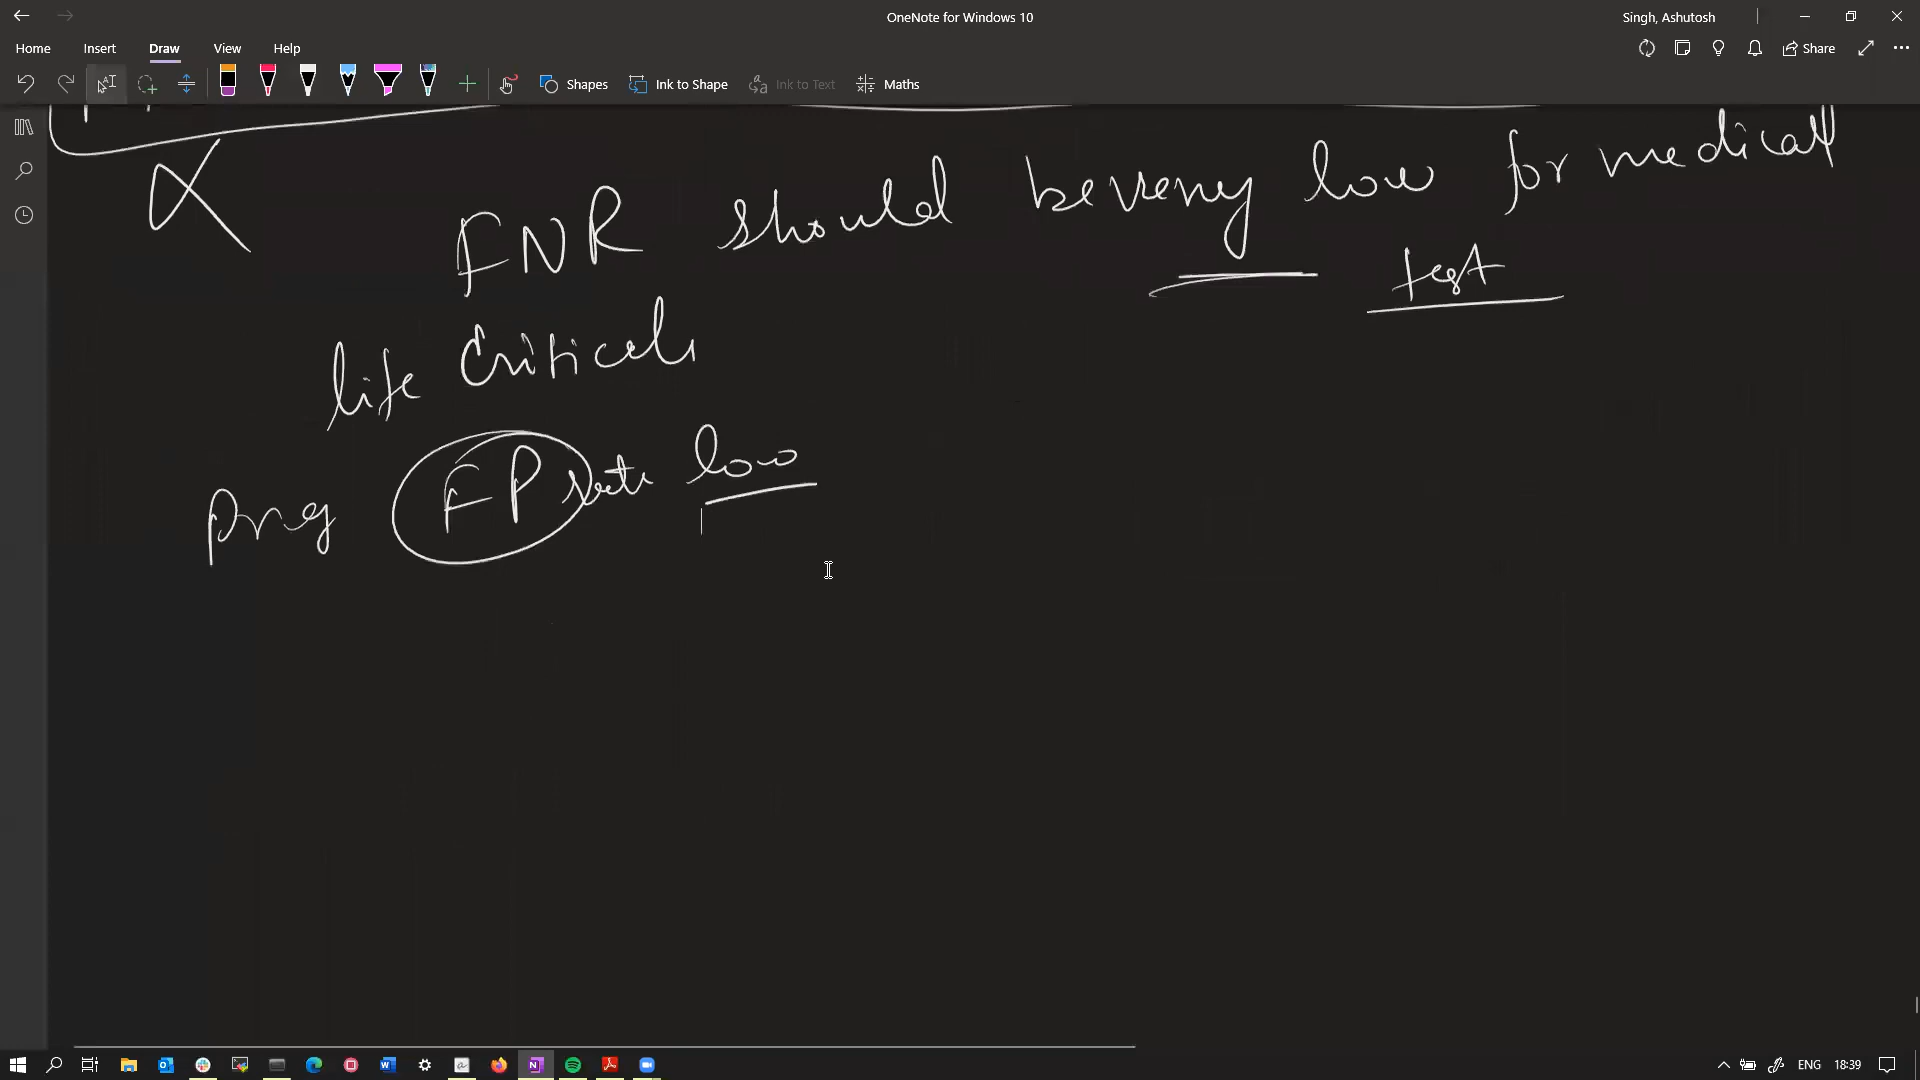 OneNote for Windows 10
Singh, Ashutosh
Home Insert Draw View Help
Share
Shapes Ink to Shape Ink to Text Maths
α
FNR should be very low for medical
test
life critical
FP rate low
ENG 18:39